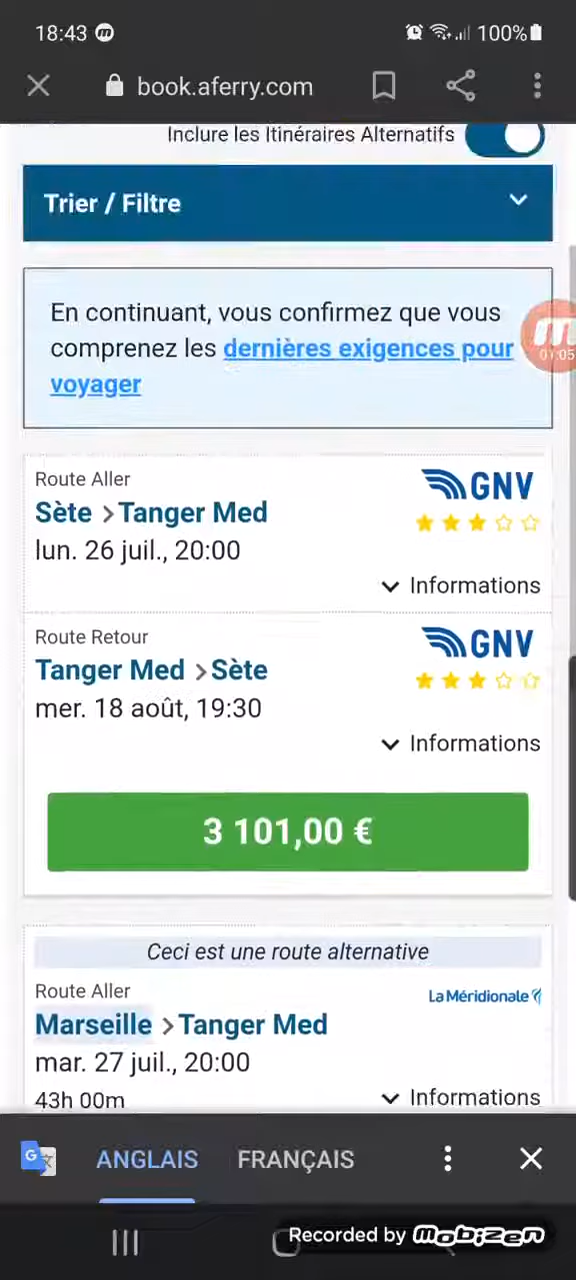 18:43 100%
book.aferry.com
Inclure les Itinéraires Alternatifs
Trier / Filtre
En continuant, vous confirmez que vous
comprenez les dernières exigences pour
voyager
01:05
Route Aller
GNV
Sète > Tanger Med
lun. 26 juil., 20:00
Informations
Route Retour
GNV
Tanger Med > Sète
mer. 18 août, 19:30
Informations
3 101,00 €
Ceci est une route alternative
Route Aller
La Méridionale
Marseille > Tanger Med
mar. 27 juil., 20:00
43h 00m
Informations
ANGLAIS FRANÇAIS
Recorded by mobizen